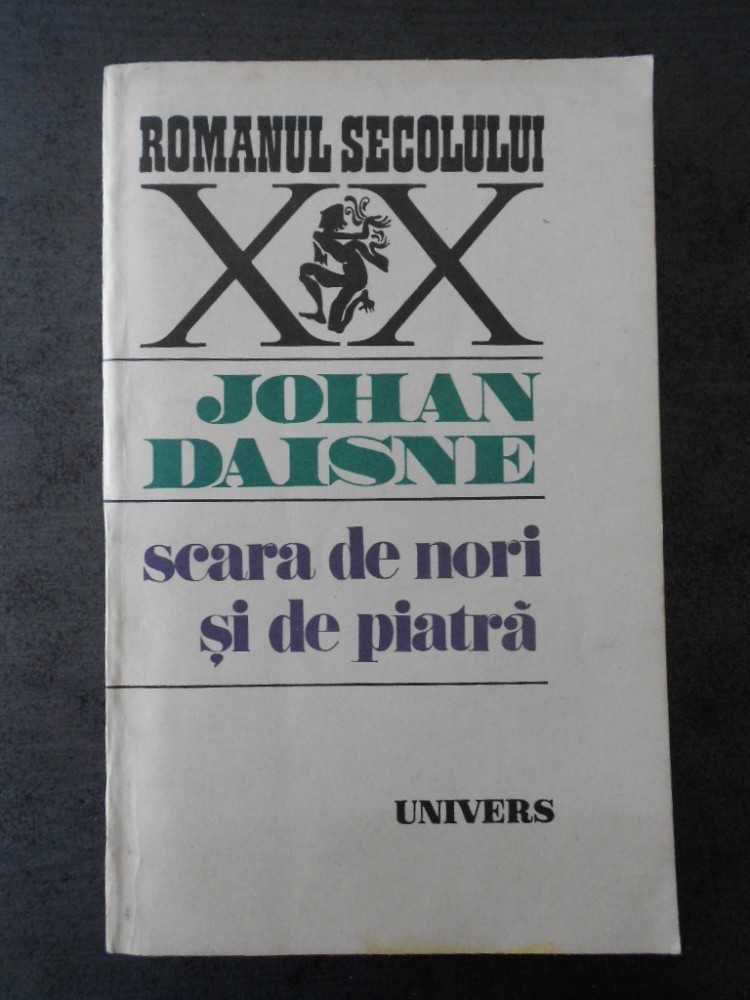 ROMANUL SECOLULUI
XX
JOHAN
DAISNE
scara de nori
și de piatră
UNIVERS